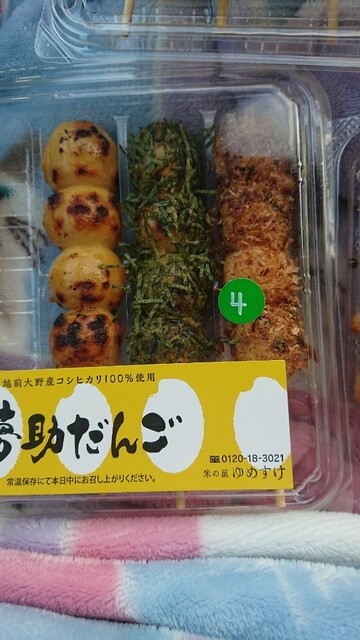 4
越前大野産コシヒカリ100%使用
助だんご
0120-18-3021
米の菓 ゆめすけ
常温保存にて本日中にお召し上がりください。